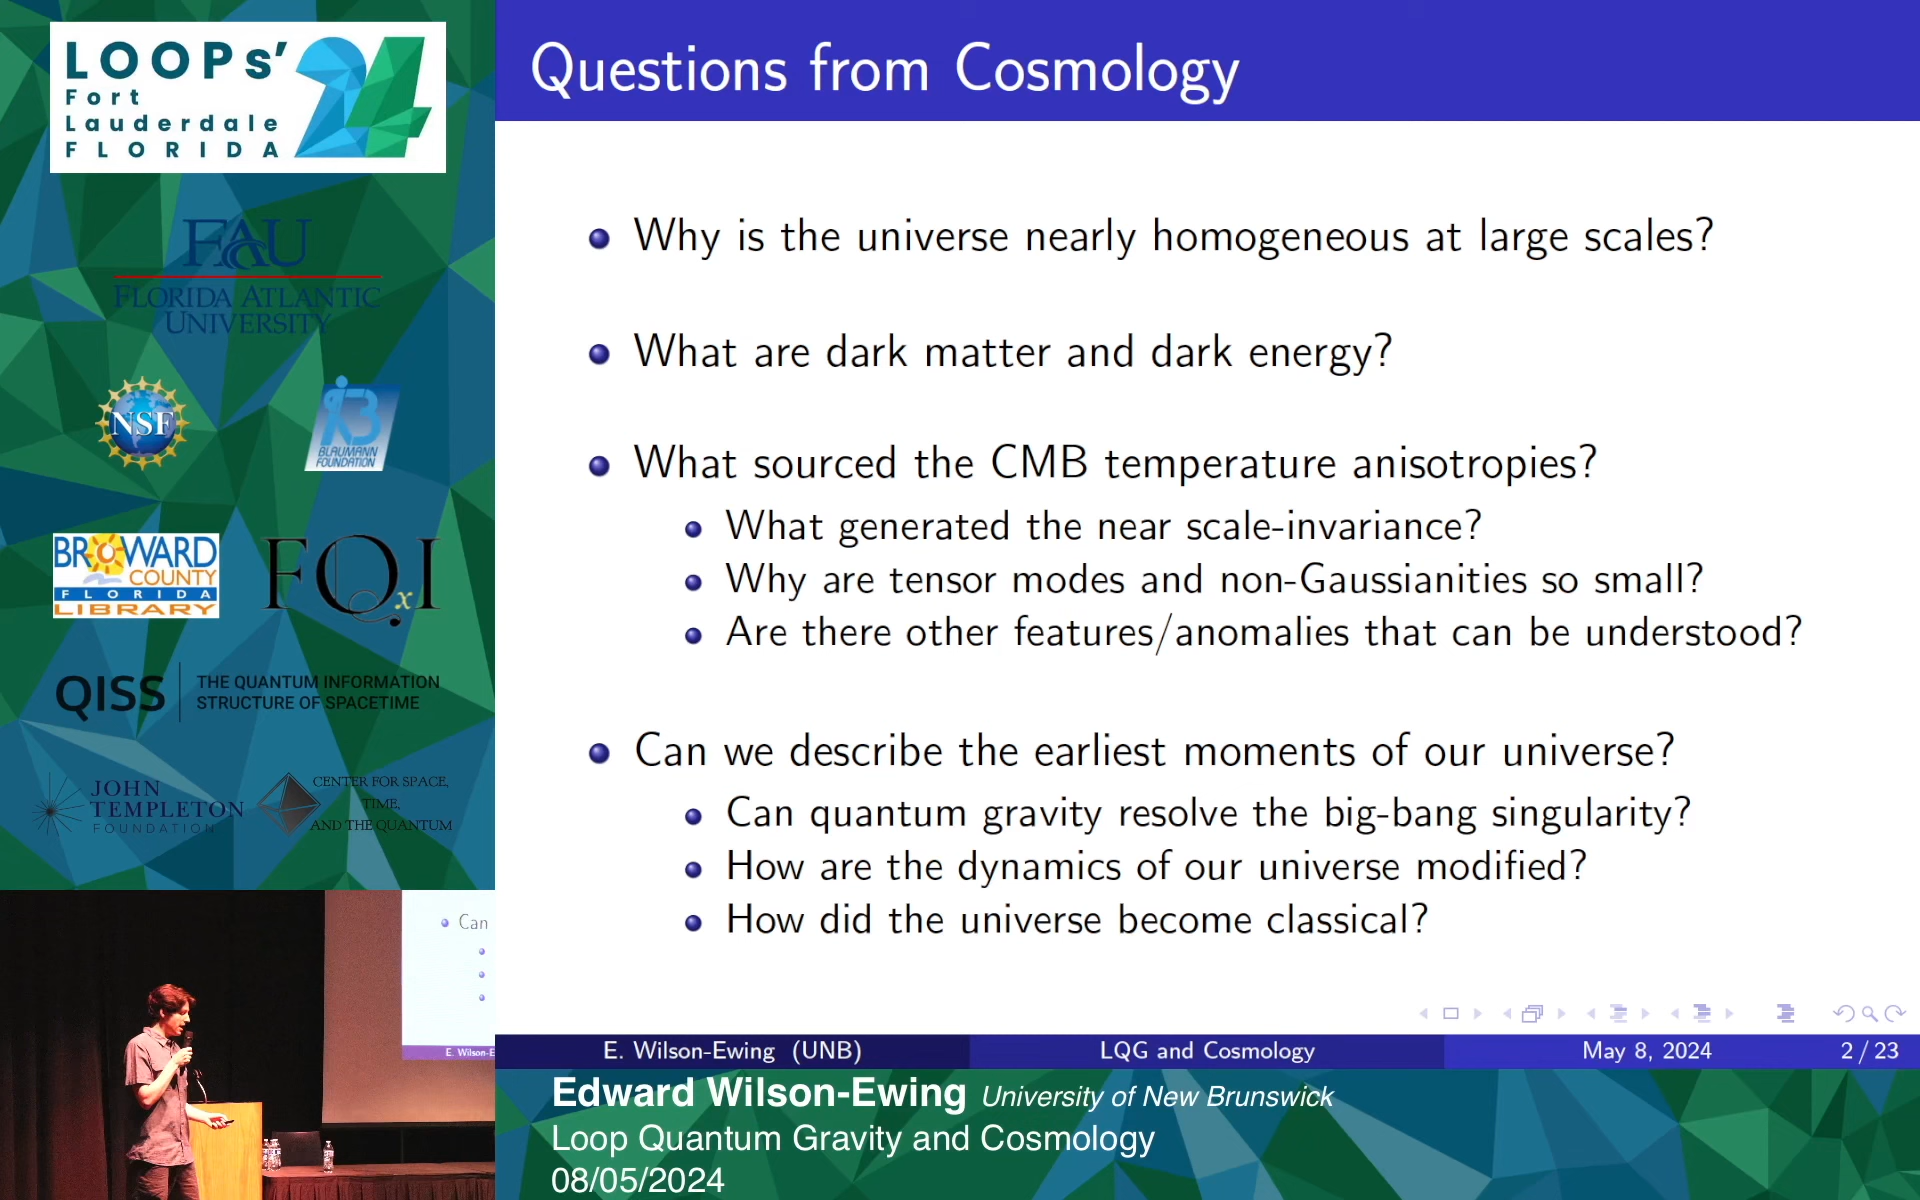 LOOPs'24
Fort
Lauderdale
FLORIDA
FAU
FLORIDA ATLANTIC
UNIVERSITY
NSF
BLAUMANN
FOUNDATION
BROWARD
COUNTY
FLORIDA
LIBRARY
FQxI
QISS
THE QUANTUM INFORMATION
STRUCTURE OF SPACETIME
JOHN
TEMPLETON
FOUNDATION
CENTER FOR SPACE,
TIME,
AND THE QUANTUM
Can
E. Wilson-E
Questions from Cosmology
Why is the universe nearly homogeneous at large scales?
What are dark matter and dark energy?
What sourced the CMB temperature anisotropies?
What generated the near scale-invariance?
Why are tensor modes and non-Gaussianities so small?
Are there other features/anomalies that can be understood?
Can we describe the earliest moments of our universe?
Can quantum gravity resolve the big-bang singularity?
How are the dynamics of our universe modified?
How did the universe become classical?
E. Wilson-Ewing (UNB) LQG and Cosmology May 8, 2024 2 / 23
Edward Wilson-Ewing University of New Brunswick
Loop Quantum Gravity and Cosmology
08/05/2024